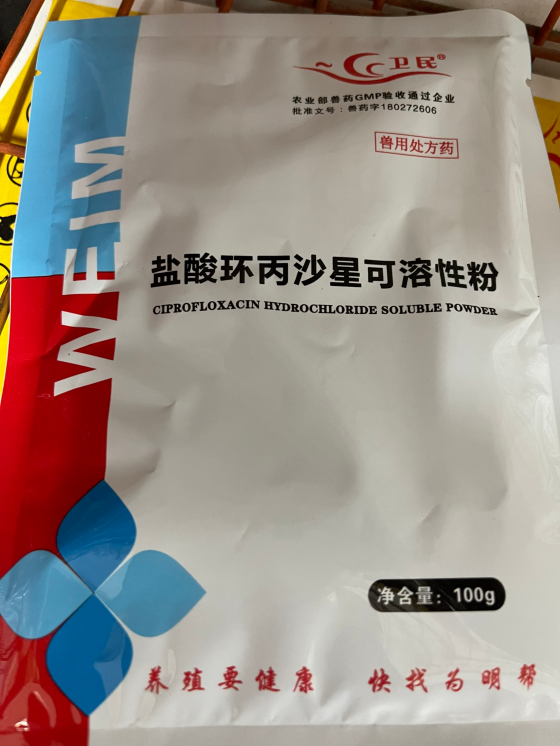 卫民®
农业部兽药GMP验收通过企业
批准文号：兽药字180272606
兽用处方药
WEIM
盐酸环丙沙星可溶性粉
CIPROFLOXACIN HYDROCHLORIDE SOLUBLE POWDER
净含量：100g
养殖要健康 快找为明帮